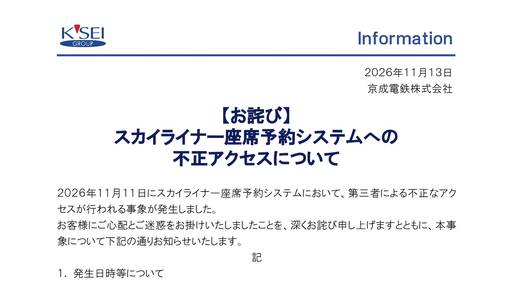 K'SEI
GROUP
Information
2026年11月13日
京成電鉄株式会社
【お詫び】
スカイライナー座席予約システムへの
不正アクセスについて
2026年11月11日にスカイライナー座席予約システムにおいて、第三者による不正なアク
セスが行われる事象が発生しました。
お客様にご心配とご迷惑をお掛けいたしましたことを、深くお詫び申し上げますとともに、本事
象について下記の通りお知らせいたします。
記
1. 発生日時等について